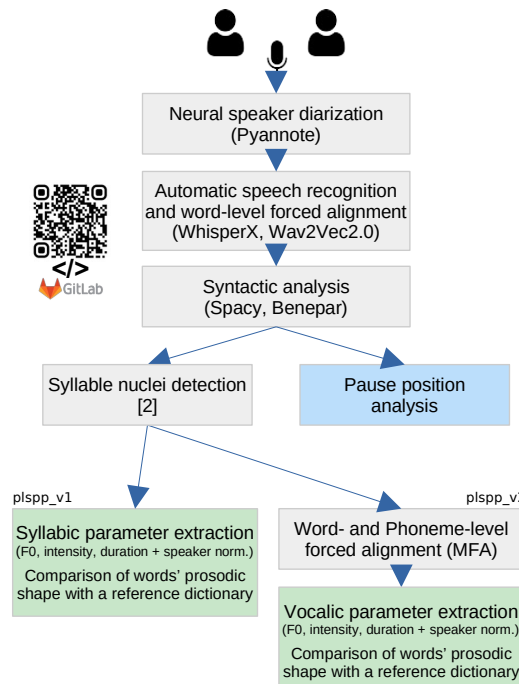 Neural speaker diarization
(Pyannote)
Automatic speech recognition
and word-level forced alignment
(WhisperX, Wav2Vec2.0)
</>
GitLab
Syntactic analysis
(Spacy, Benepar)
Syllable nuclei detection
[2]
Pause position
analysis
plspp_v1
Syllabic parameter extraction
(F0, intensity, duration + speaker norm.)
Comparison of words' prosodic
shape with a reference dictionary
Word- and Phoneme-level
forced alignment (MFA)
Vocalic parameter extraction
(F0, intensity, duration + speaker norm.)
Comparison of words' prosodic
shape with a reference dictionary